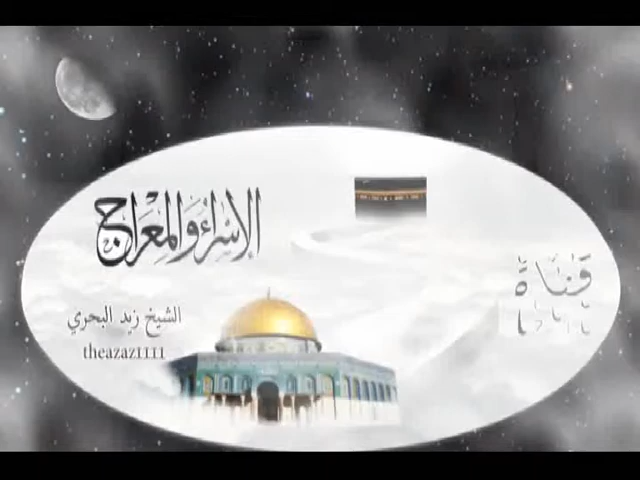 الإسراء والمعراج
الشيخ زيد البحري
theazaz1111
قناة